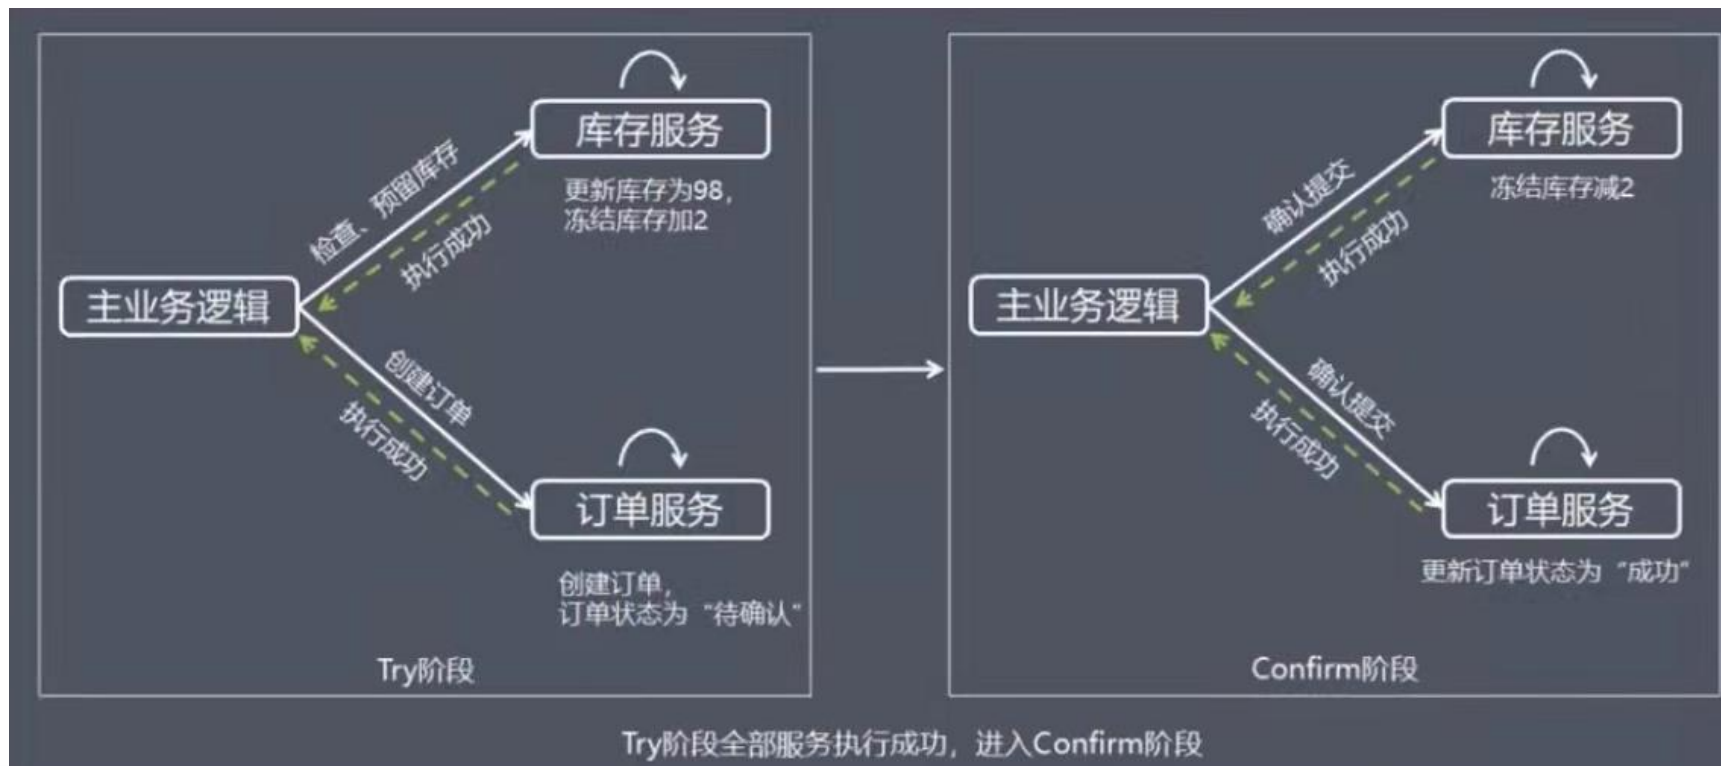 库存服务
更新库存为98，
冻结库存加2
检查、预留库存
执行成功
主业务逻辑
创建订单
执行成功
订单服务
创建订单，
订单状态为“待确认”
Try阶段
库存服务
冻结库存减2
确认提交
执行成功
主业务逻辑
确认提交
执行成功
订单服务
更新订单状态为“成功”
Confirm阶段
Try阶段全部服务执行成功，进入Confirm阶段